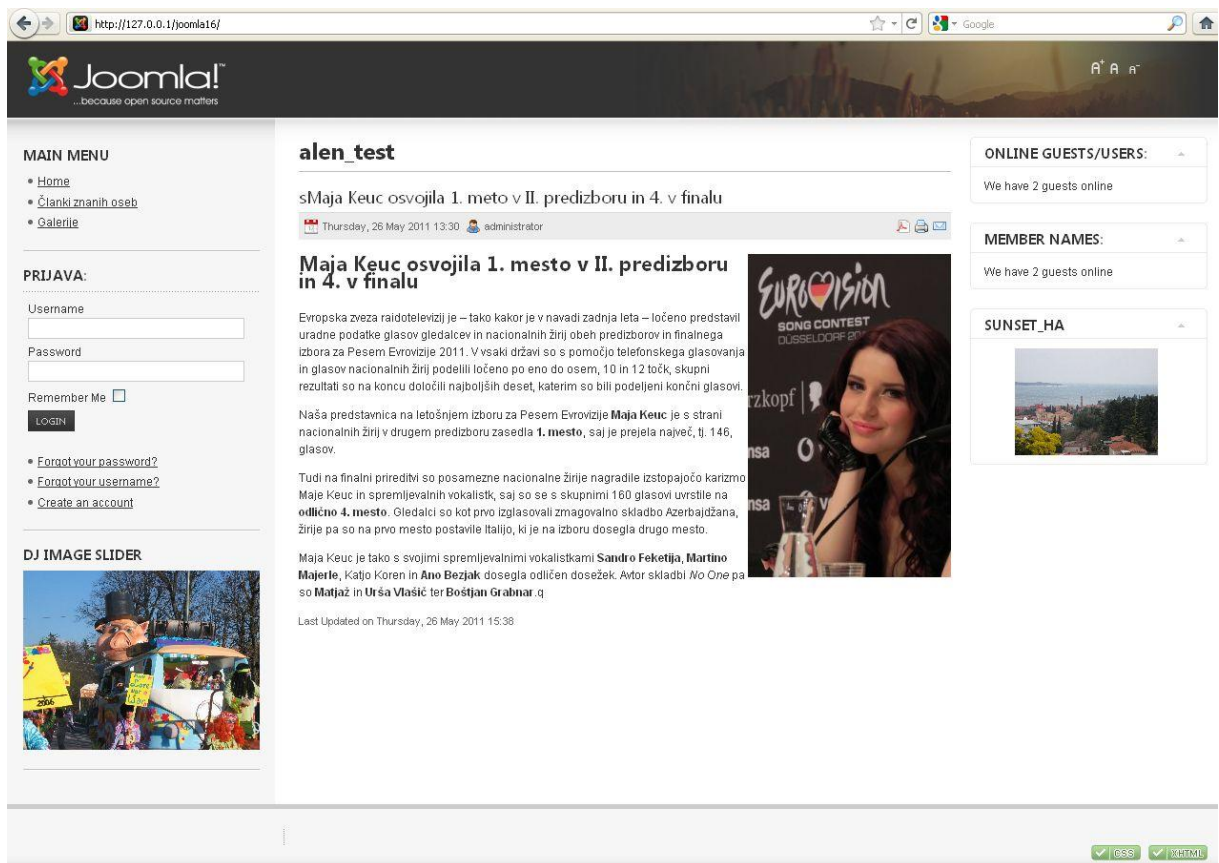 http://127.0.0.1/joomla16/
Google
Joomla!™
...because open source matters
A+ A A-
MAIN MENU
Home
Članki znanih oseb
Galerije
PRIJAVA:
Username
Password
Remember Me
LOGIN
Forgot your password?
Forgot your username?
Create an account
DJ IMAGE SLIDER
2006
alen_test
sMaja Keuc osvojila 1. meto v II. predizboru in 4. v finalu
Thursday, 26 May 2011 13:30 administrator
Maja Keuc osvojila 1. mesto v II. predizboru
in 4. v finalu
Evropska zveza raidotelevizij je – tako kakor je v navadi zadnja leta – ločeno predstavil
uradne podatke glasov gledalcev in nacionalnih žirij obeh predizborov in finalnega
izbora za Pesem Evrovizije 2011. V vsaki državi so s pomočjo telefonskega glasovanja
in glasov nacionalnih žirij podelili ločeno po eno do osem, 10 in 12 točk, skupni
rezultati so na koncu določili najboljših deset, katerim so bili podeljeni končni glasovi.
Naša predstavnica na letošnjem izboru za Pesem Evrovizije Maja Keuc je s strani
nacionalnih žirij v drugem predizboru zasedla 1. mesto, saj je prejela največ, tj. 146,
glasov.
Tudi na finalni prireditvi so posamezne nacionalne žirije nagradile izstopajočo karizmo
Maje Keuc in spremljevalnih vokalistk, saj so se s skupnimi 160 glasovi uvrstile na
odlično 4. mesto. Gledalci so kot prvo izglasovali zmagovalno skladbo Azerbajdžana,
žirije pa so na prvo mesto postavile Italijo, ki je na izboru dosegla drugo mesto.
Maja Keuc je tako s svojimi spremljevalnimi vokalistkami Sandro Feketija, Martino
Majerle, Katjo Koren in Ano Bezjak dosegla odličen dosežek. Avtor skladbi No One pa
so Matjaž in Urša Vlašič ter Boštjan Grabnar.q
Last Updated on Thursday, 26 May 2011 15:38
EUROVISION
SONG CONTEST
DÜSSELDORF 20
rzkopf
nsa
nsa
ONLINE GUESTS/USERS:
We have 2 guests online
MEMBER NAMES:
We have 2 guests online
SUNSET_HA
CSS
XHTML